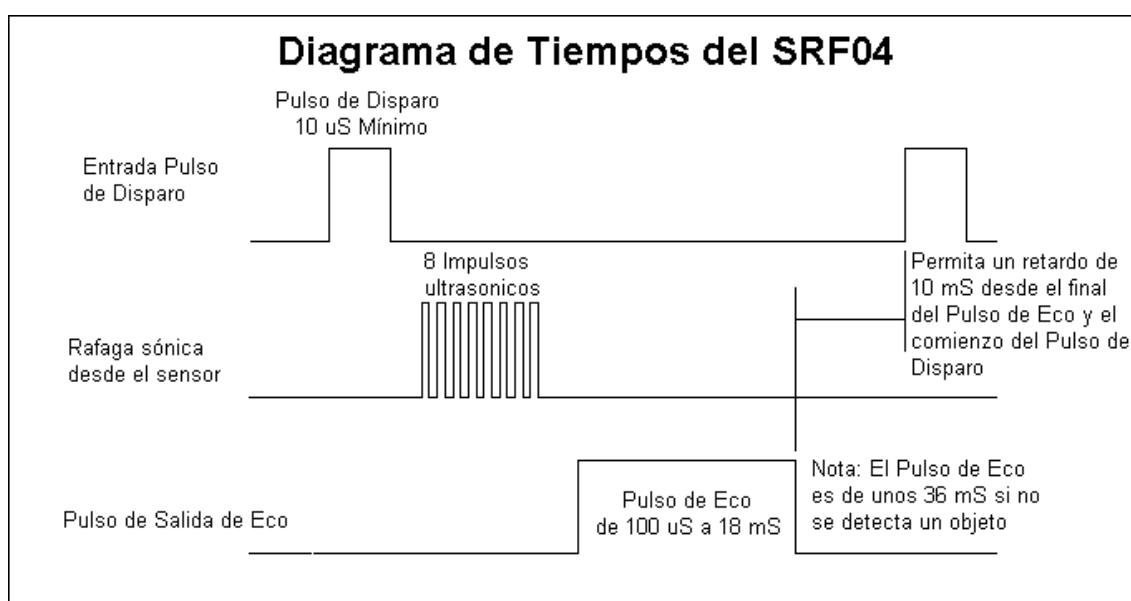 Diagrama de Tiempos del SRF04
Pulso de Disparo
10 uS Mínimo
Entrada Pulso
de Disparo
8 Impulsos
ultrasonicos
Permita un retardo de
10 mS desde el final
del Pulso de Eco y el
comienzo del Pulso de
Disparo
Rafaga sónica
desde el sensor
Pulso de Salida de Eco
Pulso de Eco
de 100 uS a 18 mS
Nota: El Pulso de Eco
es de unos 36 mS si no
se detecta un objeto